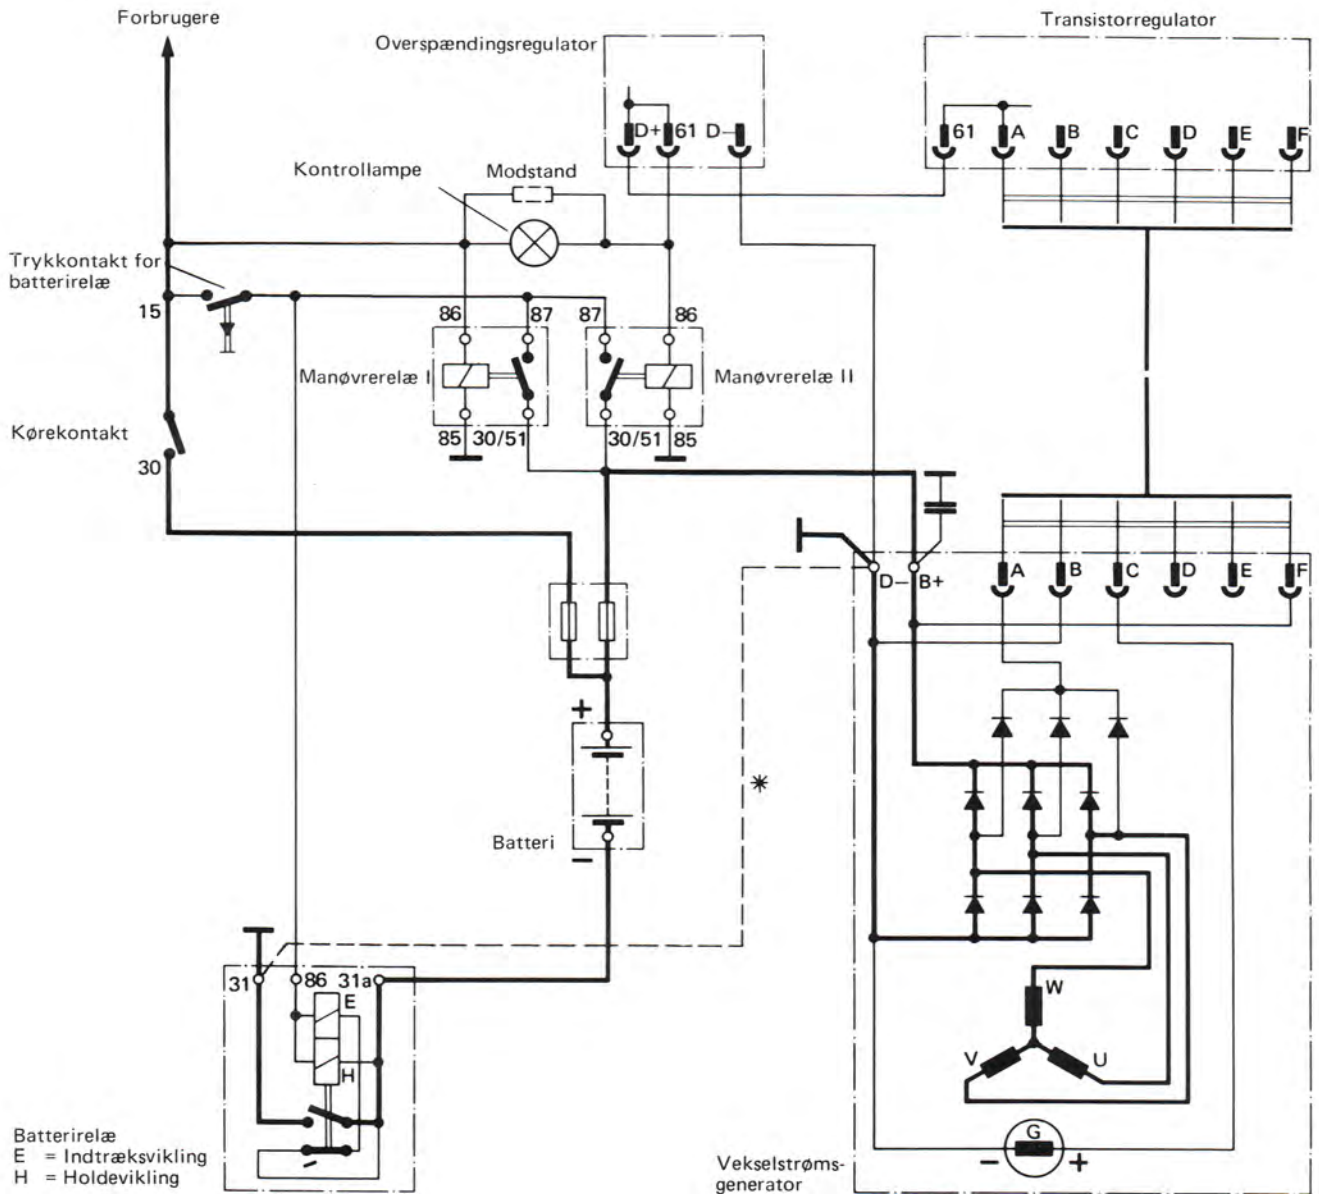 Forbrugere
Transistorregulator
Overspændingsregulator
D+ 61 D–
61 A B C D E F
Kontrollampe
Modstand
Trykkontakt for
batterirelæ
15
86 87 87 86
Manøvrerelæ I
Manøvrerelæ II
Kørekontakt
85 30/51 30/51 85
30
D– B+
A B C D E F
+
*
Batteri
–
31 86 31a
E
H
W
V U
G
– +
Batterirelæ
E = Indtræksvikling
H = Holdevikling
Vekselstrøms-
generator